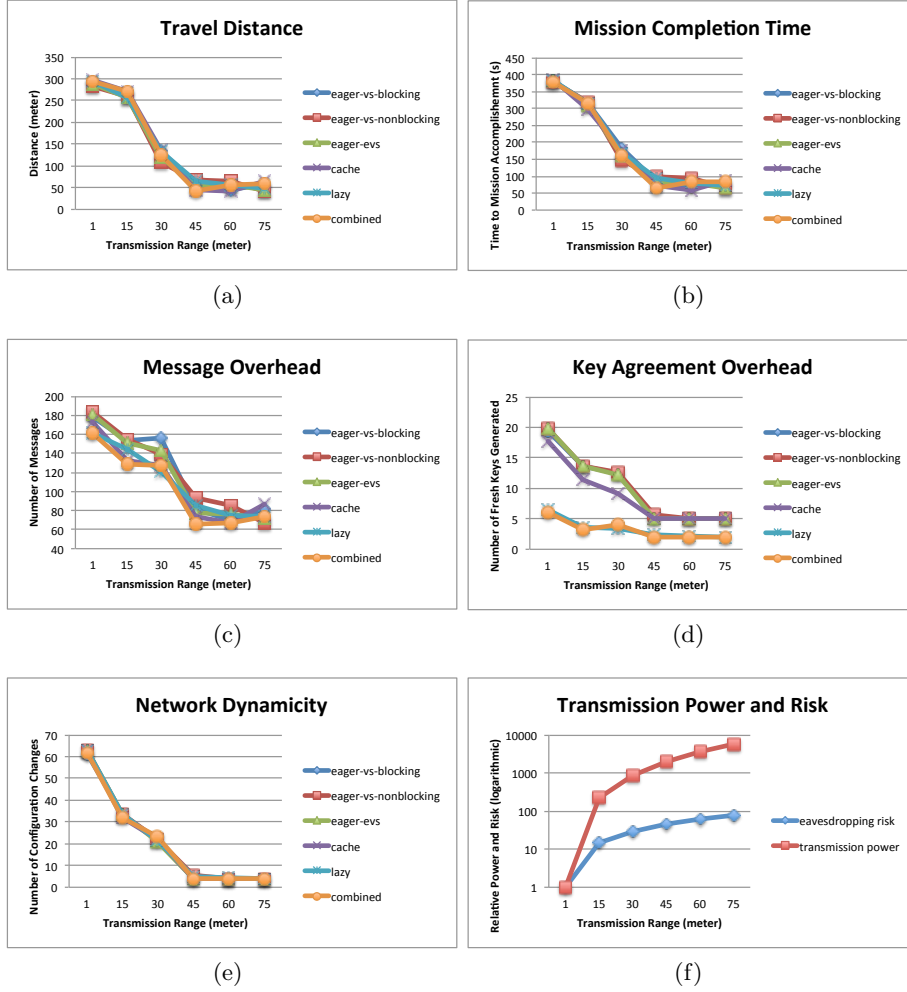 Travel Distance
Distance (meter)
350
300
250
200
150
100
50
0
1 15 30 45 60 75
Transmission Range (meter)
eager-vs-blocking
eager-vs-nonblocking
eager-evs
cache
lazy
combined
(a)
Mission Completion Time
Time to Mission Accomplishemnt (s)
450
400
350
300
250
200
150
100
50
0
1 15 30 45 60 75
Transmission Range (meter)
eager-vs-blocking
eager-vs-nonblocking
eager-evs
cache
lazy
combined
(b)
Message Overhead
Number of Messages
200
180
160
140
120
100
80
60
40
1 15 30 45 60 75
Transmission Range (meter)
eager-vs-blocking
eager-vs-nonblocking
eager-evs
cache
lazy
combined
(c)
Key Agreement Overhead
Number of Fresh Keys Generated
25
20
15
10
5
0
1 15 30 45 60 75
Transmission Range (meter)
eager-vs-blocking
eager-vs-nonblocking
eager-evs
cache
lazy
combined
(d)
Network Dynamicity
Number of Configuration Changes
70
60
50
40
30
20
10
0
1 15 30 45 60 75
Transmission Range (meter)
eager-vs-blocking
eager-vs-nonblocking
eager-evs
cache
lazy
combined
(e)
Transmission Power and Risk
Relative Power and Risk (logarithmic)
10000
1000
100
10
1
1 15 30 45 60 75
Transmission Range (meter)
eavesdropping risk
transmission power
(f)